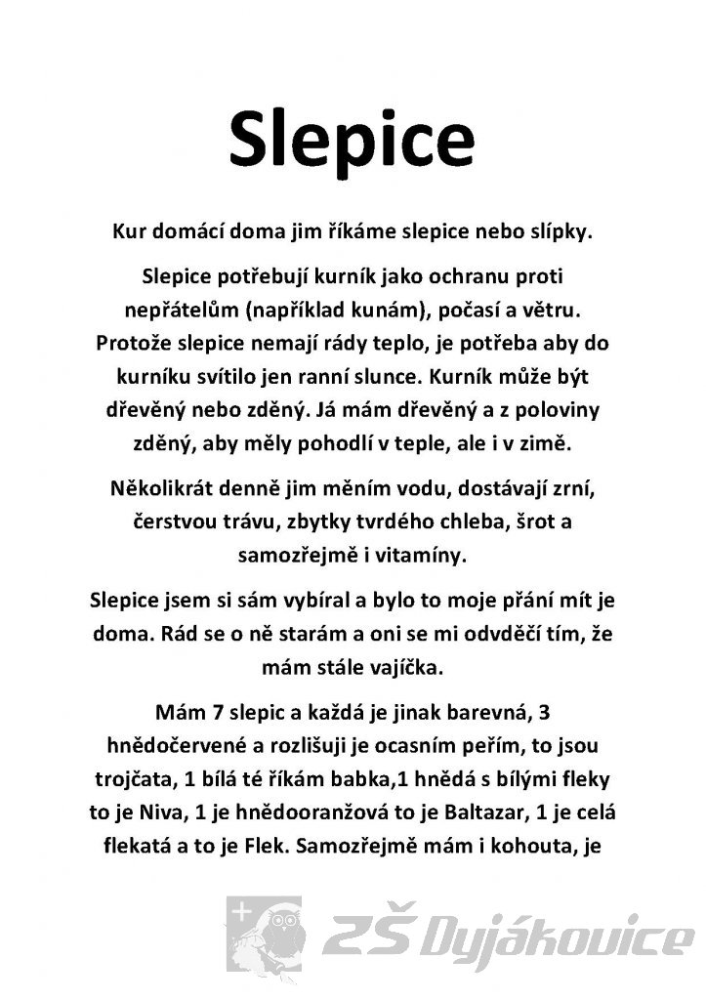 Slepice
Kur domácí doma jim říkáme slepice nebo slípky.
Slepice potřebují kurník jako ochranu proti
nepřátelům (například kunám), počasí a větru.
Protože slepice nemají rády teplo, je potřeba aby do
kurníku svítilo jen ranní slunce. Kurník může být
dřevěný nebo zděný. Já mám dřevěný a z poloviny
zděný, aby měly pohodlí v teple, ale i v zimě.
Několikrát denně jim měním vodu, dostávají zrní,
čerstvou trávu, zbytky tvrdého chleba, šrot a
samozřejmě i vitamíny.
Slepice jsem si sám vybíral a bylo to moje přání mít je
doma. Rád se o ně starám a oni se mi odvděčí tím, že
mám stále vajíčka.
Mám 7 slepic a každá je jinak barevná, 3
hnědočervené a rozlišuji je ocasním peřím, to jsou
trojčata, 1 bílá té říkám babka,1 hnědá s bílými fleky
to je Niva, 1 je hnědooranžová to je Baltazar, 1 je celá
flekatá a to je Flek. Samozřejmě mám i kohouta, je
ZŠ Dyjákovice